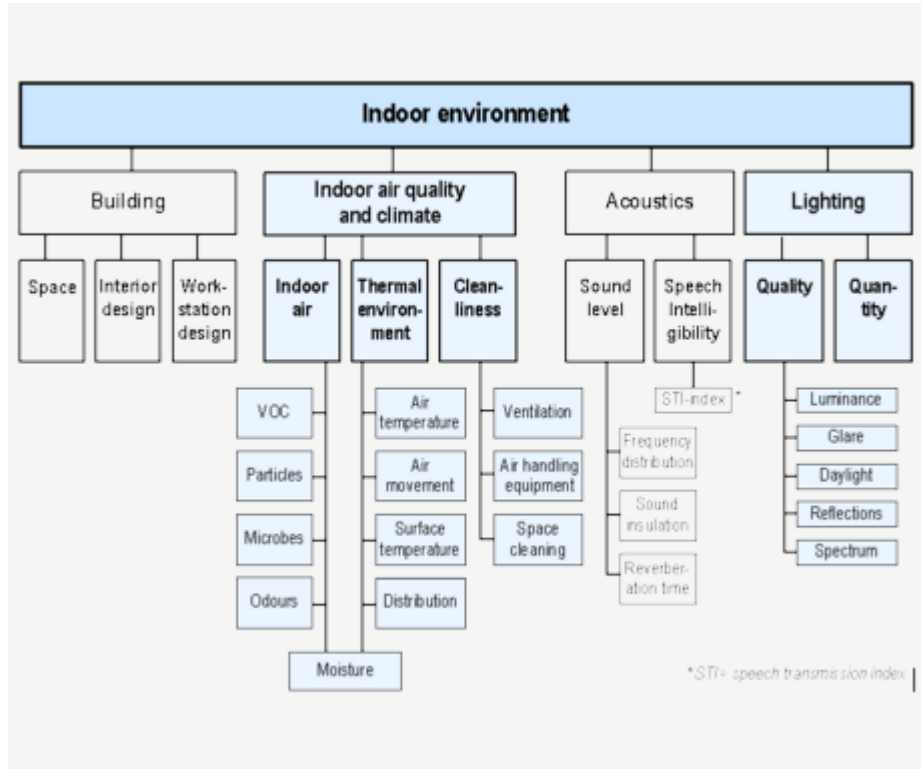 Indoor environment
Building
Indoor air quality
and climate
Acoustics
Lighting
Space
Interior
design
Work-
station
design
Indoor
air
Thermal
environ-
ment
Clean-
liness
Sound
level
Speech
Intelli-
gibility
Quality
Quan-
tity
VOC
Particles
Microbes
Odours
Air
temperature
Air
movement
Surface
temperature
Distribution
Moisture
Ventilation
Air handling
equipment
Space
cleaning
STI-index *
Frequency
distribution
Sound
insulation
Reverber-
ation time
Luminance
Glare
Daylight
Reflections
Spectrum
* STI= speech transmission index